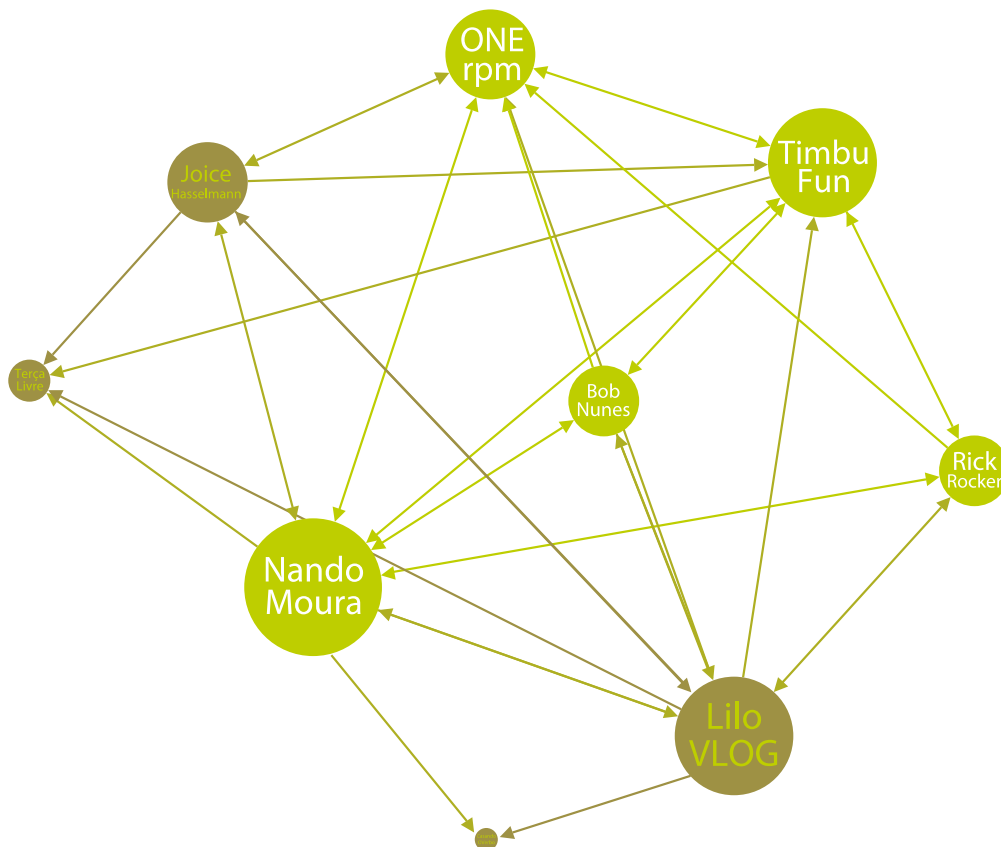 ONE
rpm
Timbu
Fun
Joice
Hasselmann
Terça
Livre
Bob
Nunes
Rick
Rocker
Nando
Moura
Lilo
VLOG